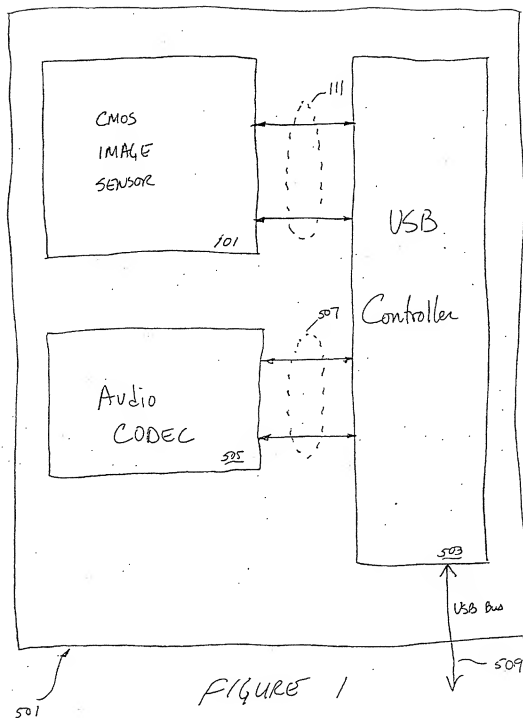 111
CMOS
IMAGE
SENSOR
101
USB
Controller
507
Audio
CODEC
505
503
USB Bus
509
501
FIGURE 1